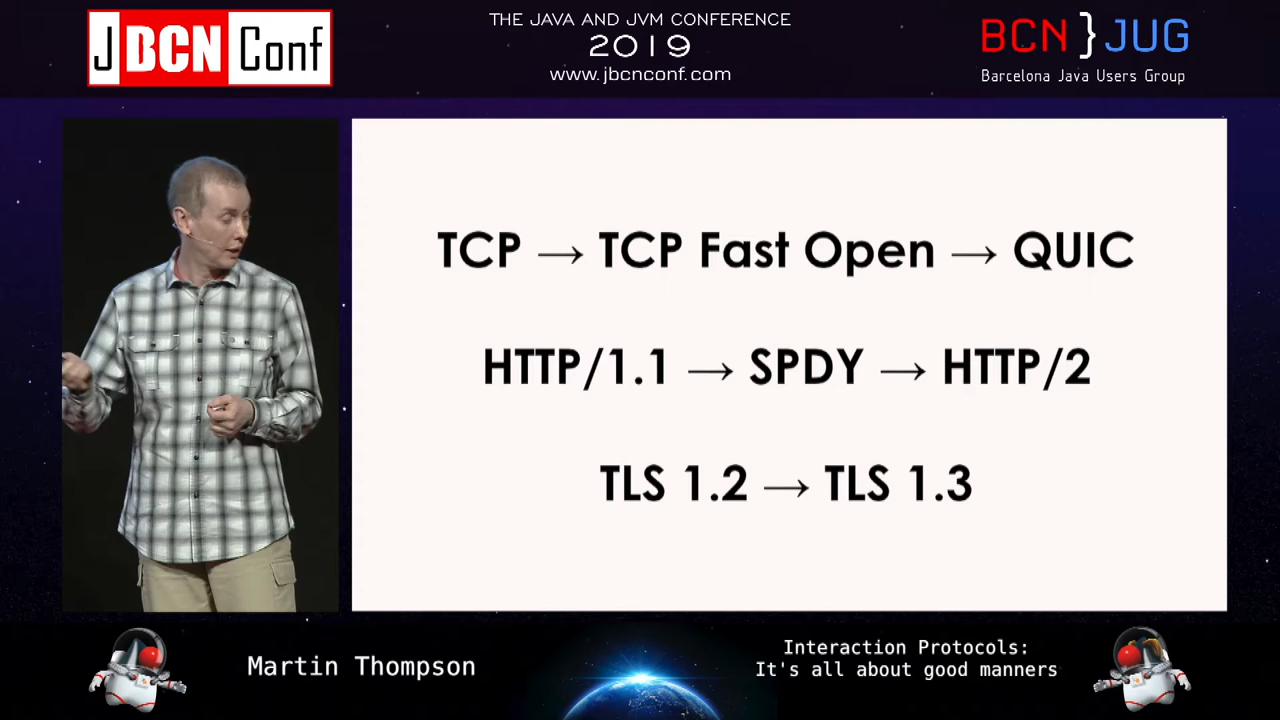 JBCNConf
THE JAVA AND JVM CONFERENCE
2019
www.jbcnconf.com
BCN}JUG
Barcelona Java Users Group
TCP → TCP Fast Open → QUIC
HTTP/1.1 → SPDY → HTTP/2
TLS 1.2 → TLS 1.3
Martin Thompson
Interaction Protocols:
It's all about good manners